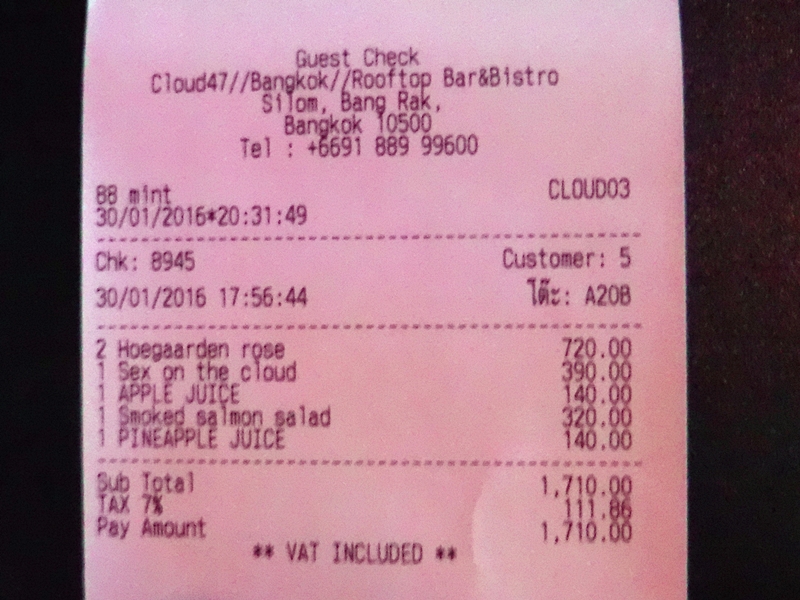 Guest Check
Cloud47//Bangkok//Rooftop Bar&Bistro
Silom, Bang Rak,
Bangkok 10500
Tel : +6691 889 99600
88 mint CLOUD03
30/01/2016*20:31:49
Chk: 8945 Customer: 5
30/01/2016 17:56:44 โต๊ะ: A20B
2 Hoegaarden rose 720.00
1 Sex on the cloud 390.00
1 APPLE JUICE 140.00
1 Smoked salmon salad 320.00
1 PINEAPPLE JUICE 140.00
Sub Total 1,710.00
TAX 7% 111.86
Pay Amount 1,710.00
** VAT INCLUDED **